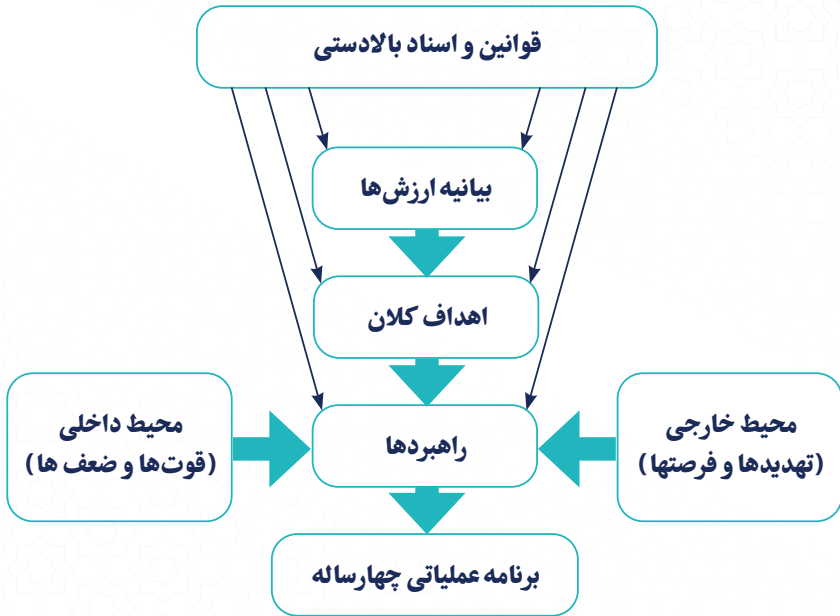 قوانین و اسناد بالادستی
بیانیه ارزش‌ها
اهداف کلان
محیط خارجی
(تهدیدها و فرصتها)
راهبردها
محیط داخلی
(قوت‌ها و ضعف ها)
برنامه عملیاتی چهارساله